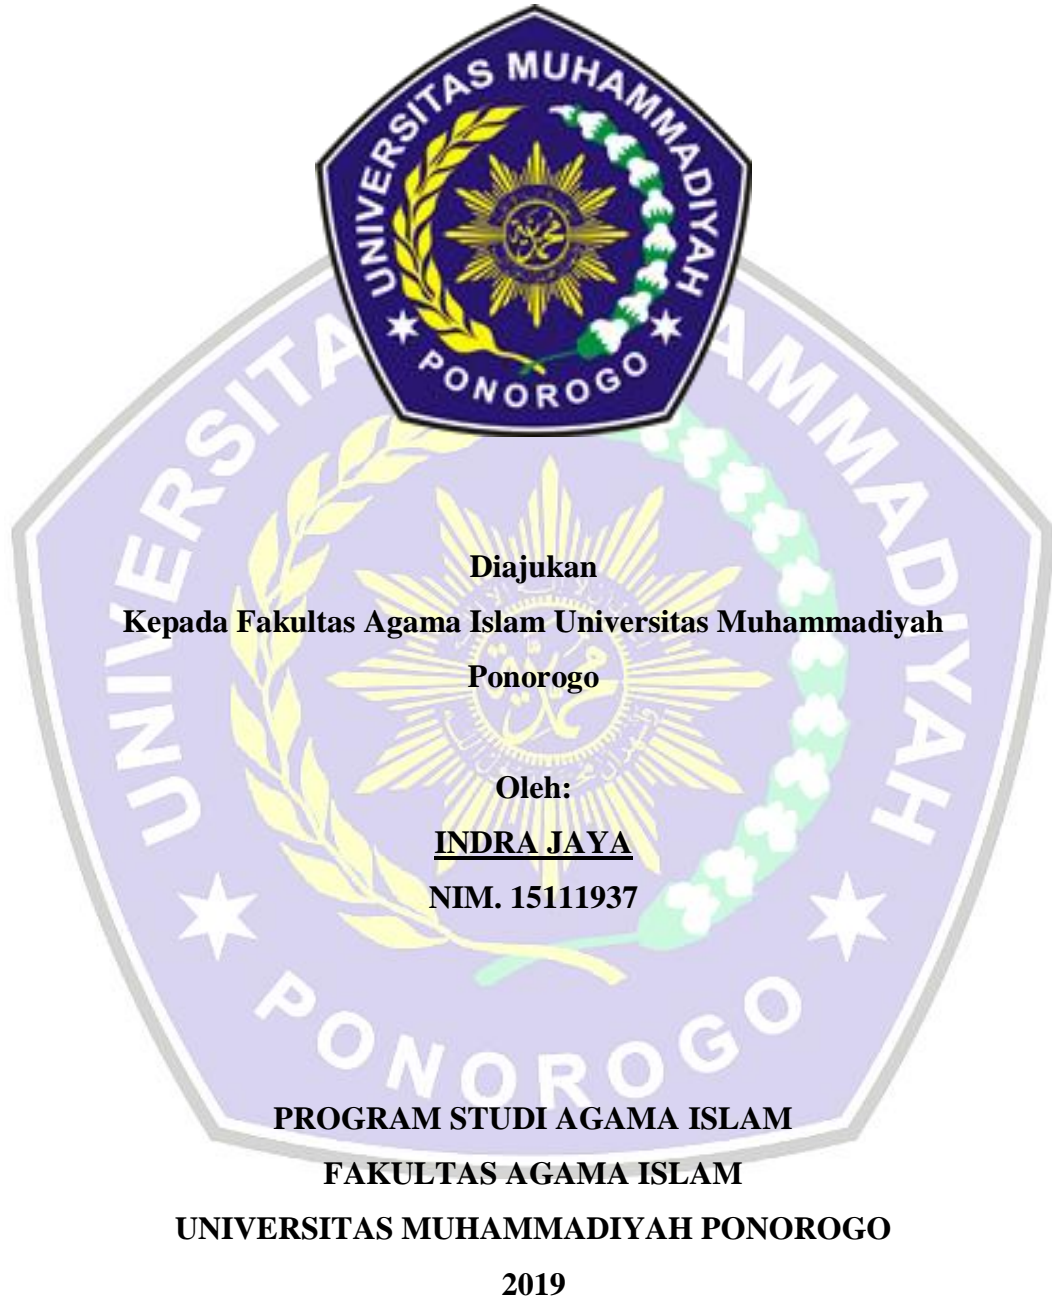 UNIVERSITAS MUHAMMADIYAH
PONOROGO
Diajukan
Kepada Fakultas Agama Islam Universitas Muhammadiyah
Ponorogo
Oleh:
INDRA JAYA
NIM. 15111937
PROGRAM STUDI AGAMA ISLAM
FAKULTAS AGAMA ISLAM
UNIVERSITAS MUHAMMADIYAH PONOROGO
2019